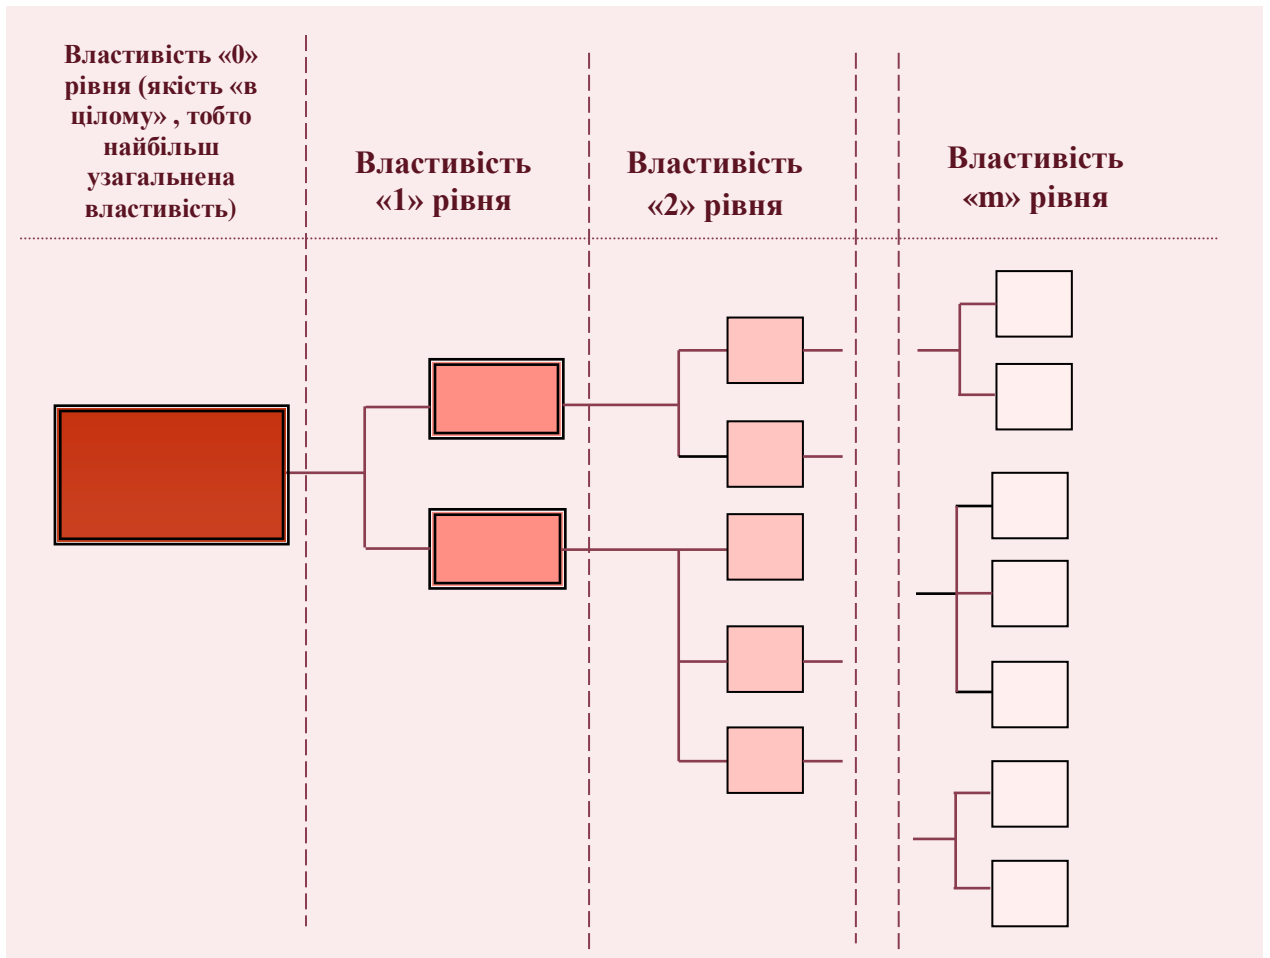 Властивість «0»
рівня (якість «в
цілому» , тобто
найбільш
узагальнена
властивість)
Властивість
«1» рівня
Властивість
«2» рівня
Властивість
«m» рівня